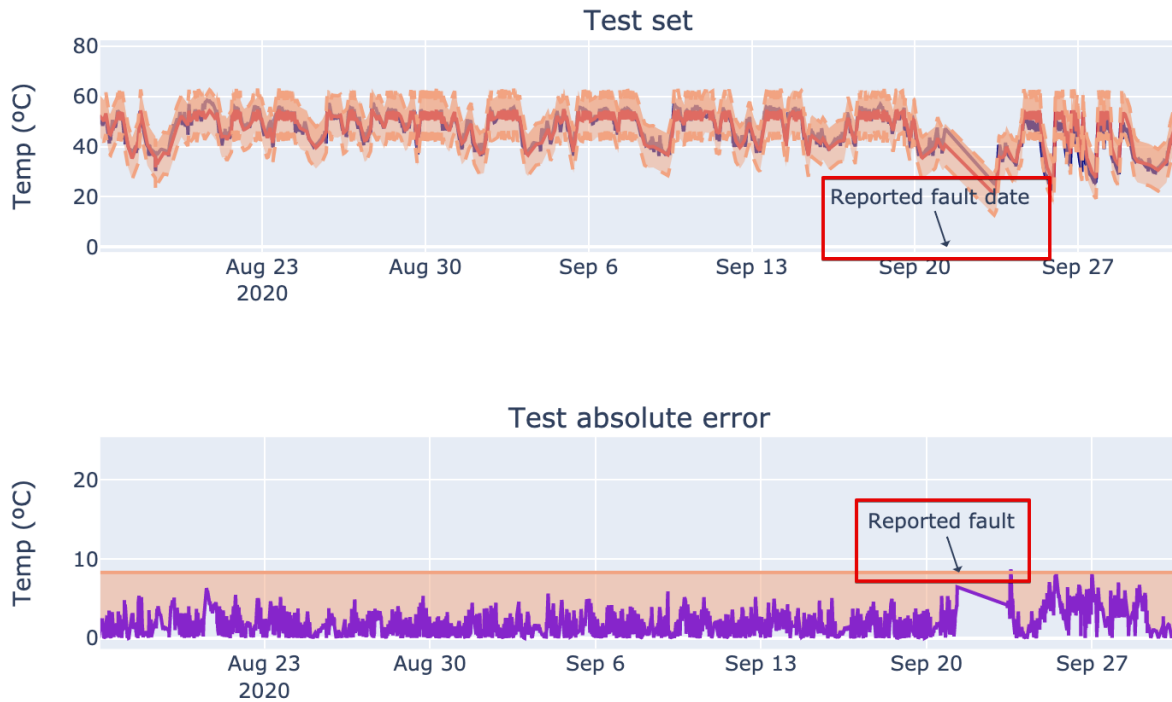 Test set
Temp (ºC)
80
60
40
20
0
Reported fault date
Aug 23
2020
Aug 30
Sep 6
Sep 13
Sep 20
Sep 27
Test absolute error
Temp (ºC)
20
10
0
Reported fault
Aug 23
2020
Aug 30
Sep 6
Sep 13
Sep 20
Sep 27